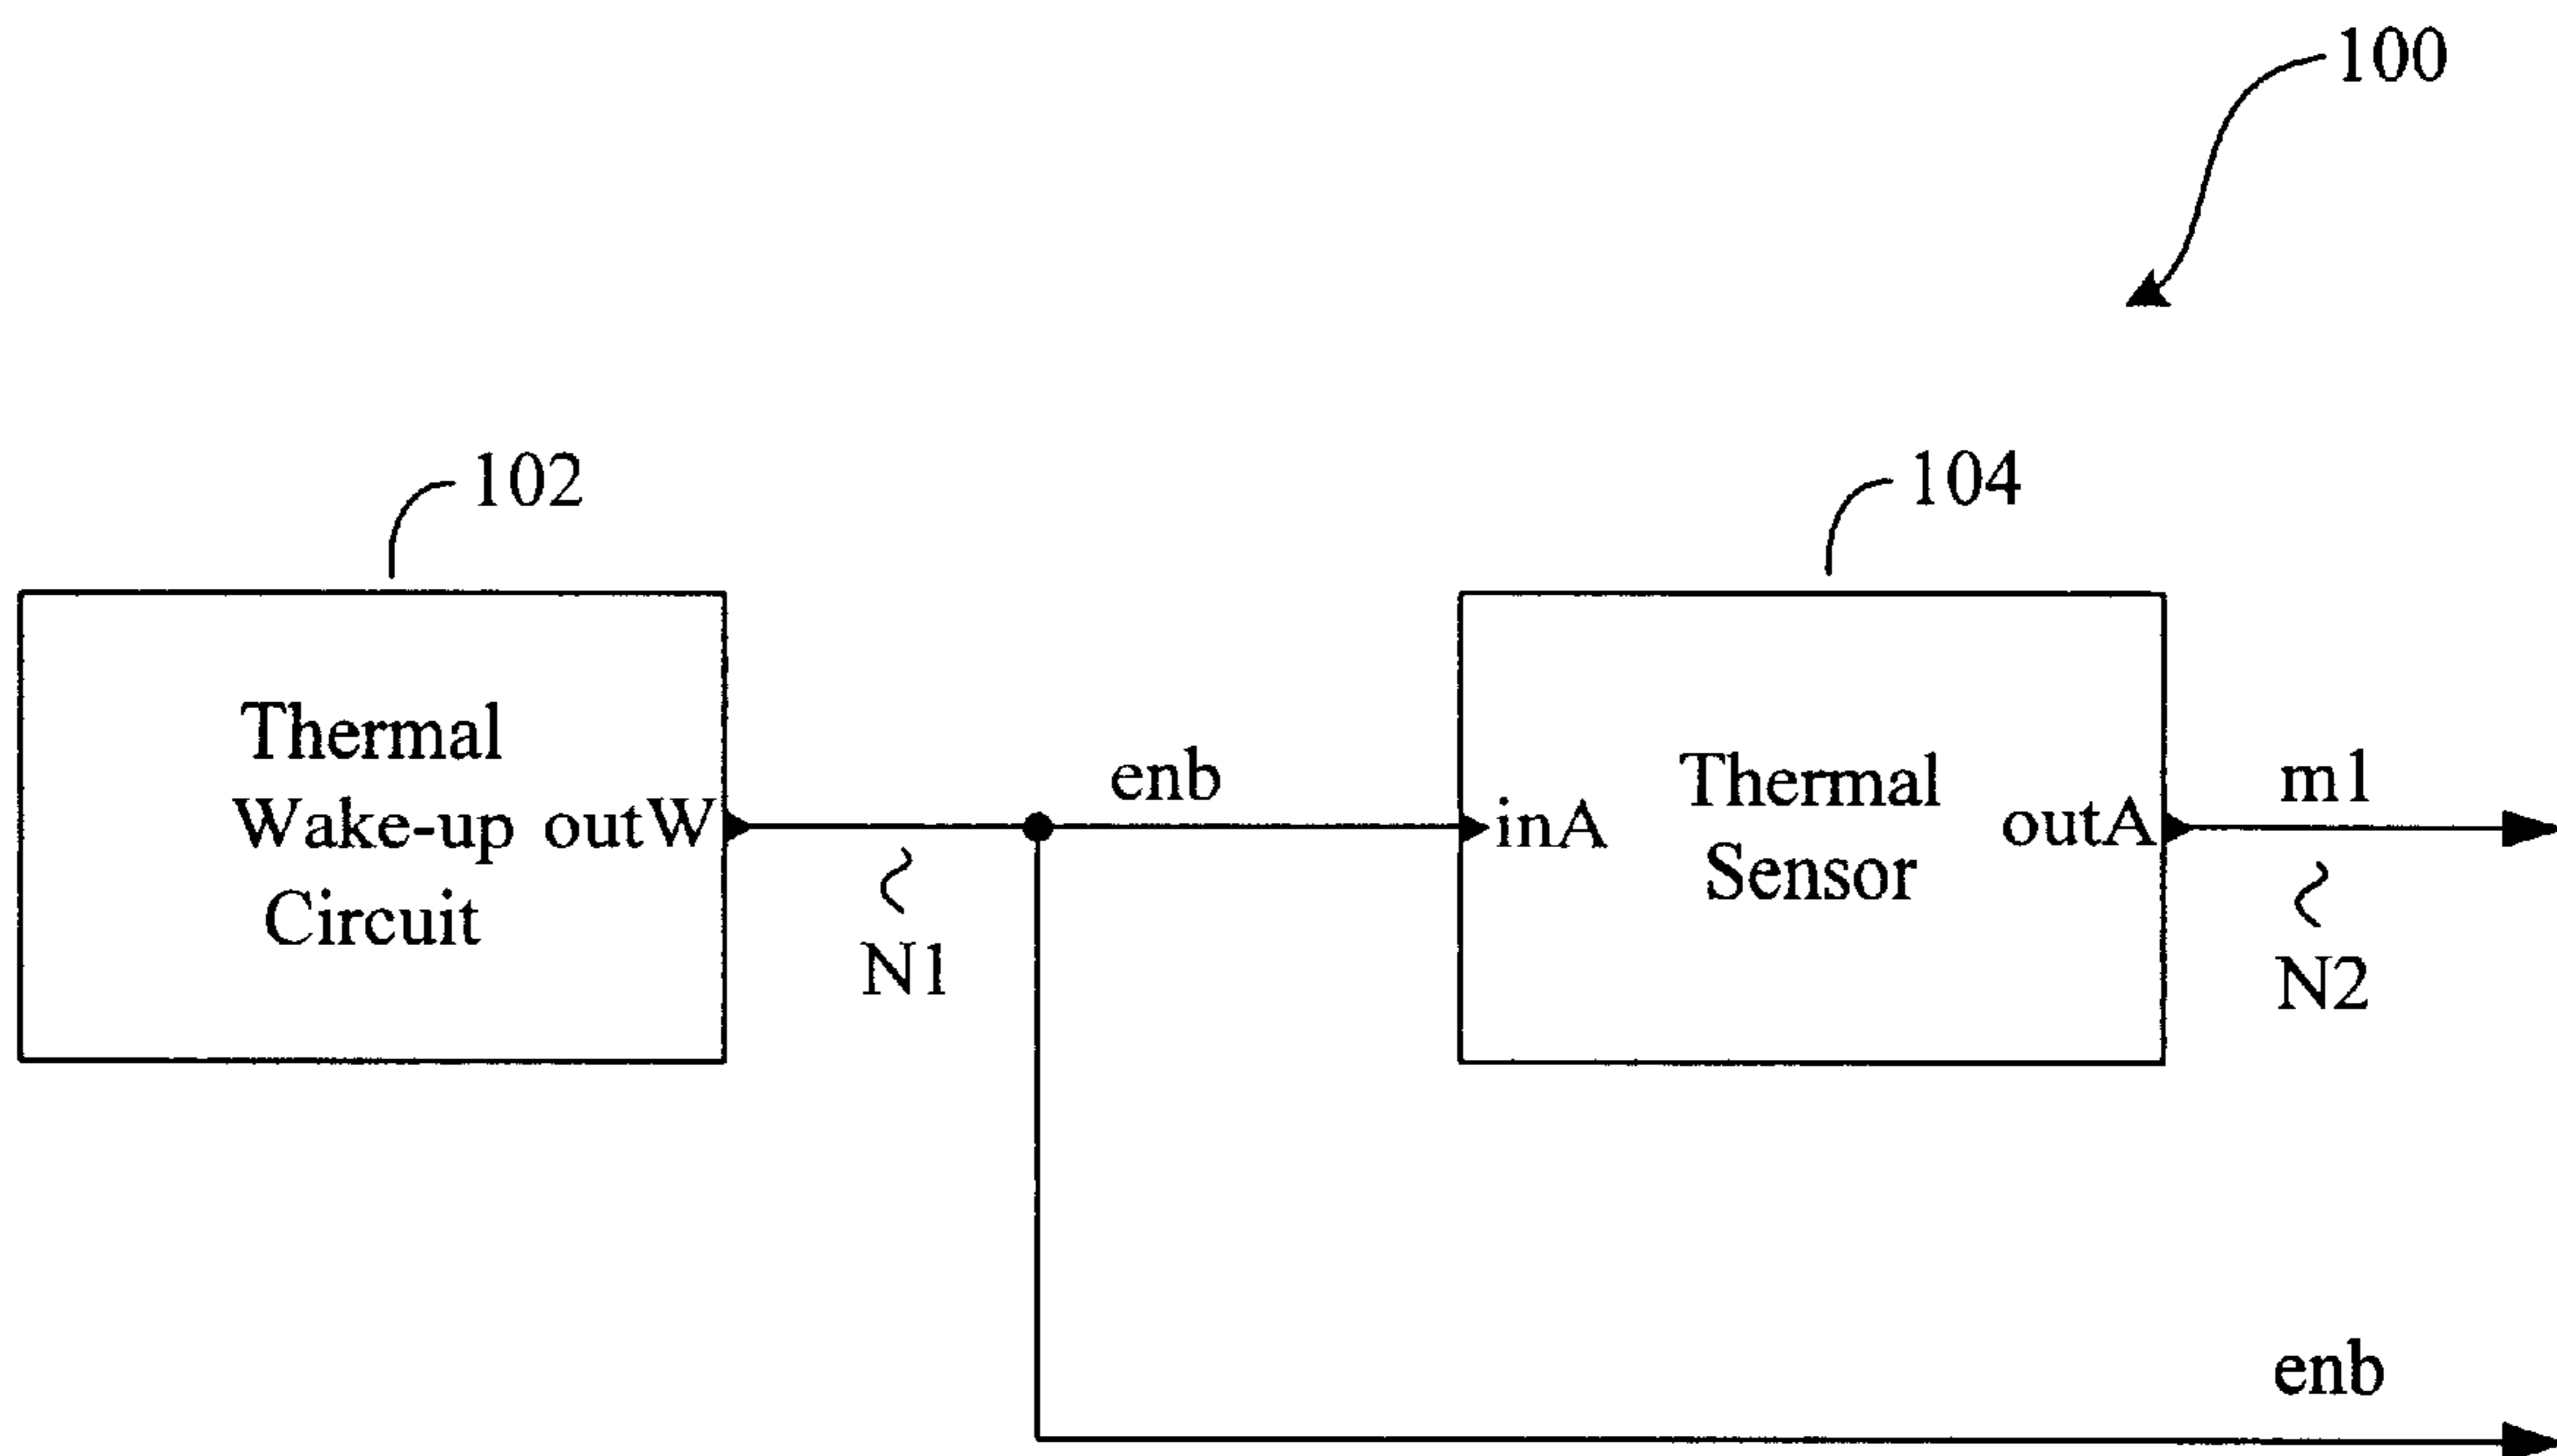 100
102
104
Thermal
Wake-up outW
Circuit
enb
N1
inA
Thermal
Sensor
outA
m1
N2
enb